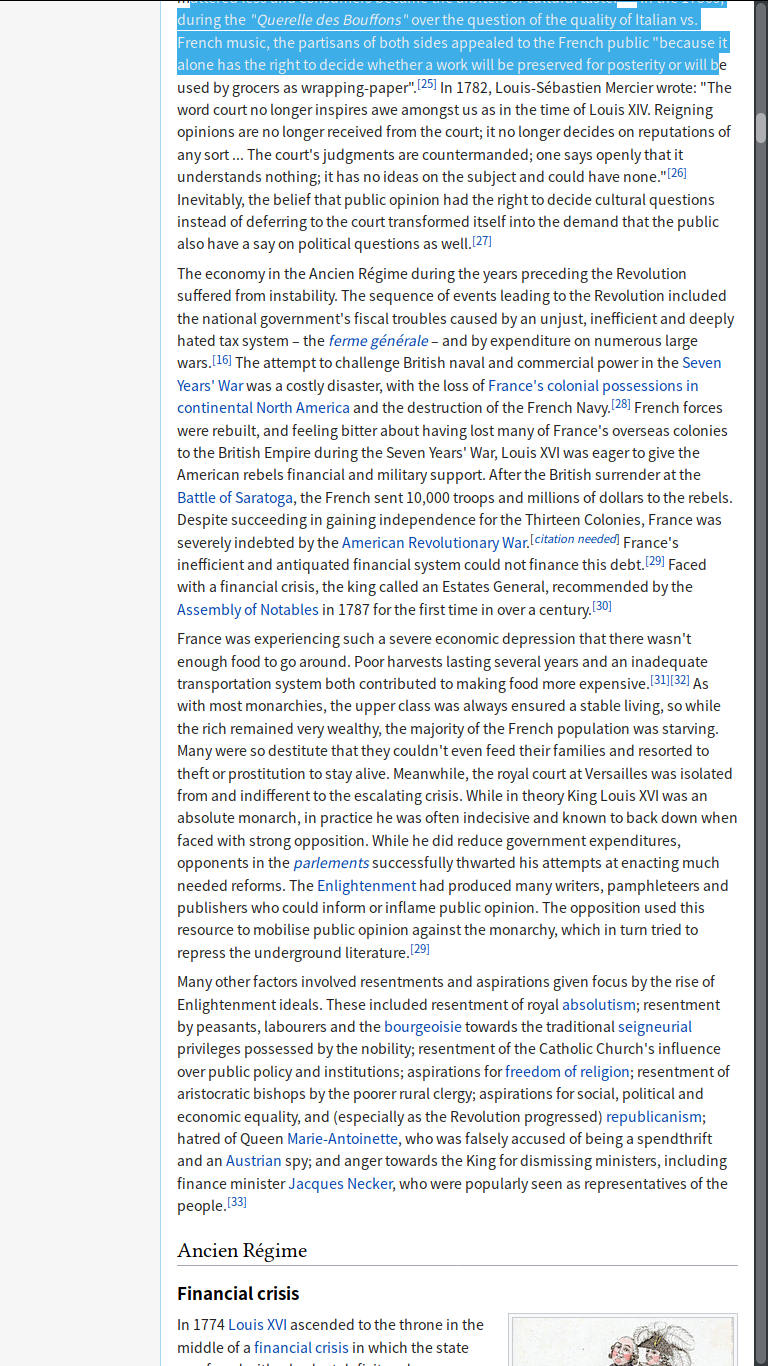 during the "Querelle des Bouffons" over the question of the quality of Italian vs.
French music, the partisans of both sides appealed to the French public "because it
alone has the right to decide whether a work will be preserved for posterity or will be
used by grocers as wrapping-paper".[25] In 1782, Louis-Sébastien Mercier wrote: "The
word court no longer inspires awe amongst us as in the time of Louis XIV. Reigning
opinions are no longer received from the court; it no longer decides on reputations of
any sort ... The court's judgments are countermanded; one says openly that it
understands nothing; it has no ideas on the subject and could have none."[26]
Inevitably, the belief that public opinion had the right to decide cultural questions
instead of deferring to the court transformed itself into the demand that the public
also have a say on political questions as well.[27]
The economy in the Ancien Régime during the years preceding the Revolution
suffered from instability. The sequence of events leading to the Revolution included
the national government's fiscal troubles caused by an unjust, inefficient and deeply
hated tax system – the ferme générale – and by expenditure on numerous large
wars.[16] The attempt to challenge British naval and commercial power in the Seven
Years' War was a costly disaster, with the loss of France's colonial possessions in
continental North America and the destruction of the French Navy.[28] French forces
were rebuilt, and feeling bitter about having lost many of France's overseas colonies
to the British Empire during the Seven Years' War, Louis XVI was eager to give the
American rebels financial and military support. After the British surrender at the
Battle of Saratoga, the French sent 10,000 troops and millions of dollars to the rebels.
Despite succeeding in gaining independence for the Thirteen Colonies, France was
severely indebted by the American Revolutionary War.[citation needed] France's
inefficient and antiquated financial system could not finance this debt.[29] Faced
with a financial crisis, the king called an Estates General, recommended by the
Assembly of Notables in 1787 for the first time in over a century.[30]
France was experiencing such a severe economic depression that there wasn't
enough food to go around. Poor harvests lasting several years and an inadequate
transportation system both contributed to making food more expensive.[31][32] As
with most monarchies, the upper class was always ensured a stable living, so while
the rich remained very wealthy, the majority of the French population was starving.
Many were so destitute that they couldn't even feed their families and resorted to
theft or prostitution to stay alive. Meanwhile, the royal court at Versailles was isolated
from and indifferent to the escalating crisis. While in theory King Louis XVI was an
absolute monarch, in practice he was often indecisive and known to back down when
faced with strong opposition. While he did reduce government expenditures,
opponents in the parlements successfully thwarted his attempts at enacting much
needed reforms. The Enlightenment had produced many writers, pamphleteers and
publishers who could inform or inflame public opinion. The opposition used this
resource to mobilise public opinion against the monarchy, which in turn tried to
repress the underground literature.[29]
Many other factors involved resentments and aspirations given focus by the rise of
Enlightenment ideals. These included resentment of royal absolutism; resentment
by peasants, labourers and the bourgeoisie towards the traditional seigneurial
privileges possessed by the nobility; resentment of the Catholic Church's influence
over public policy and institutions; aspirations for freedom of religion; resentment of
aristocratic bishops by the poorer rural clergy; aspirations for social, political and
economic equality, and (especially as the Revolution progressed) republicanism;
hatred of Queen Marie-Antoinette, who was falsely accused of being a spendthrift
and an Austrian spy; and anger towards the King for dismissing ministers, including
finance minister Jacques Necker, who were popularly seen as representatives of the
people.[33]
Ancien Régime
Financial crisis
In 1774 Louis XVI ascended to the throne in the
middle of a financial crisis in which the state